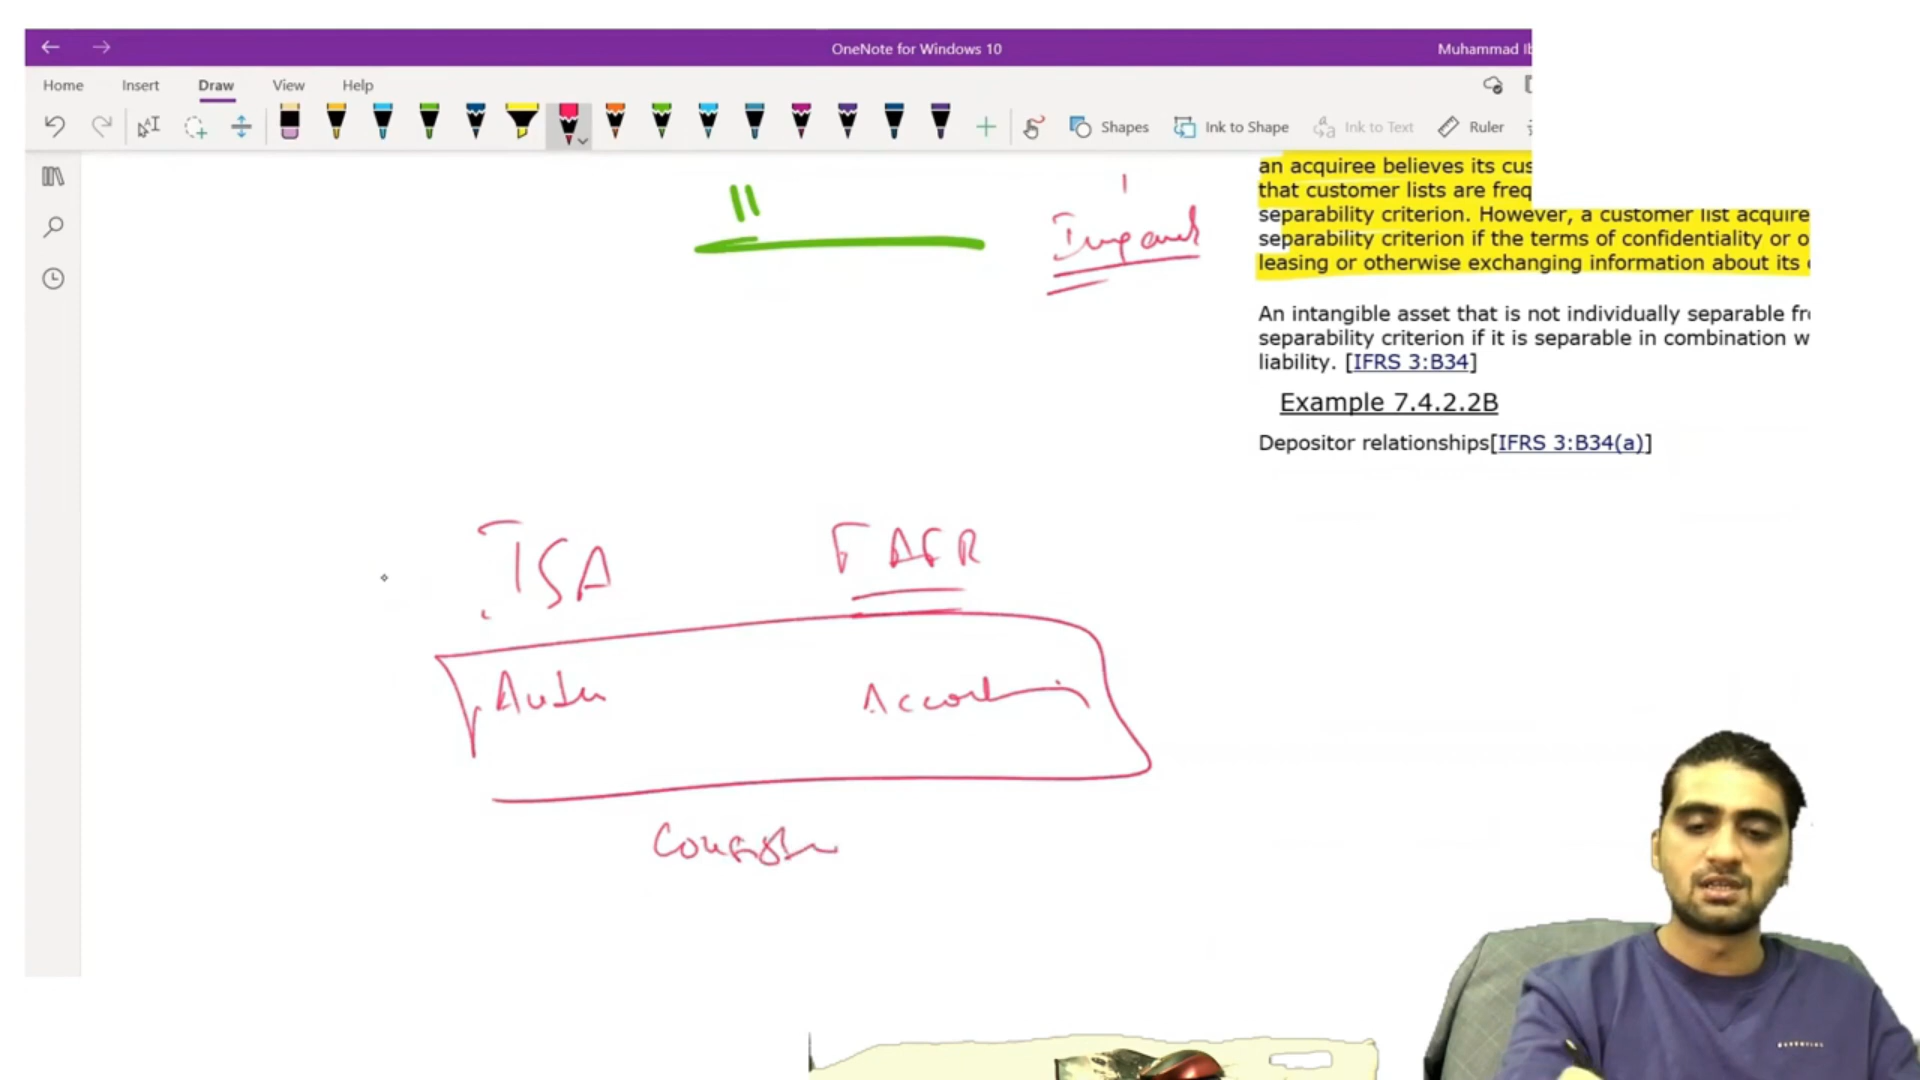 OneNote for Windows 10
Muhammad Ib
Home Insert Draw View Help
Shapes Ink to Shape Ink to Text Ruler
an acquiree believes its cus
that customer lists are freq
separability criterion. However, a customer list acquire
separability criterion if the terms of confidentiality or o
leasing or otherwise exchanging information about its
An intangible asset that is not individually separable fr
separability criterion if it is separable in combination w
liability. [IFRS 3:B34]
Example 7.4.2.2B
Depositor relationships[IFRS 3:B34(a)]
ISA FAFR